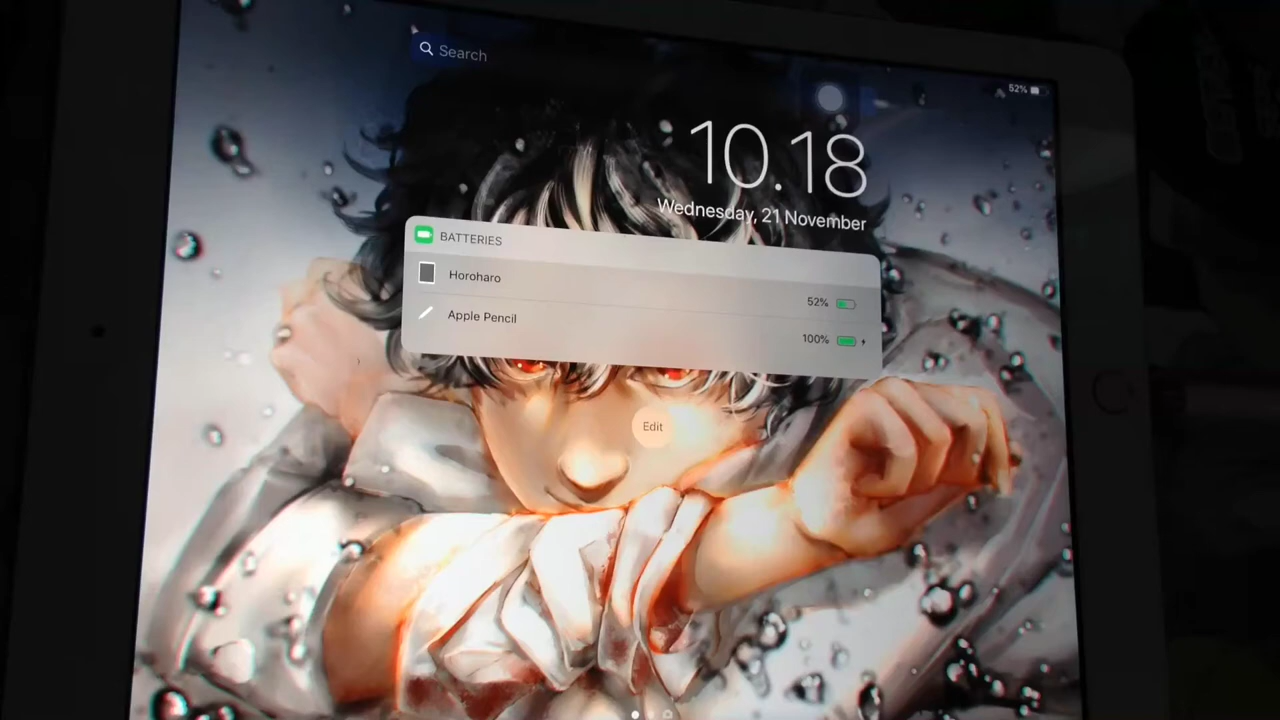 Search
52%
10.18
Wednesday, 21 November
BATTERIES
Horoharo
52%
Apple Pencil
100%
Edit